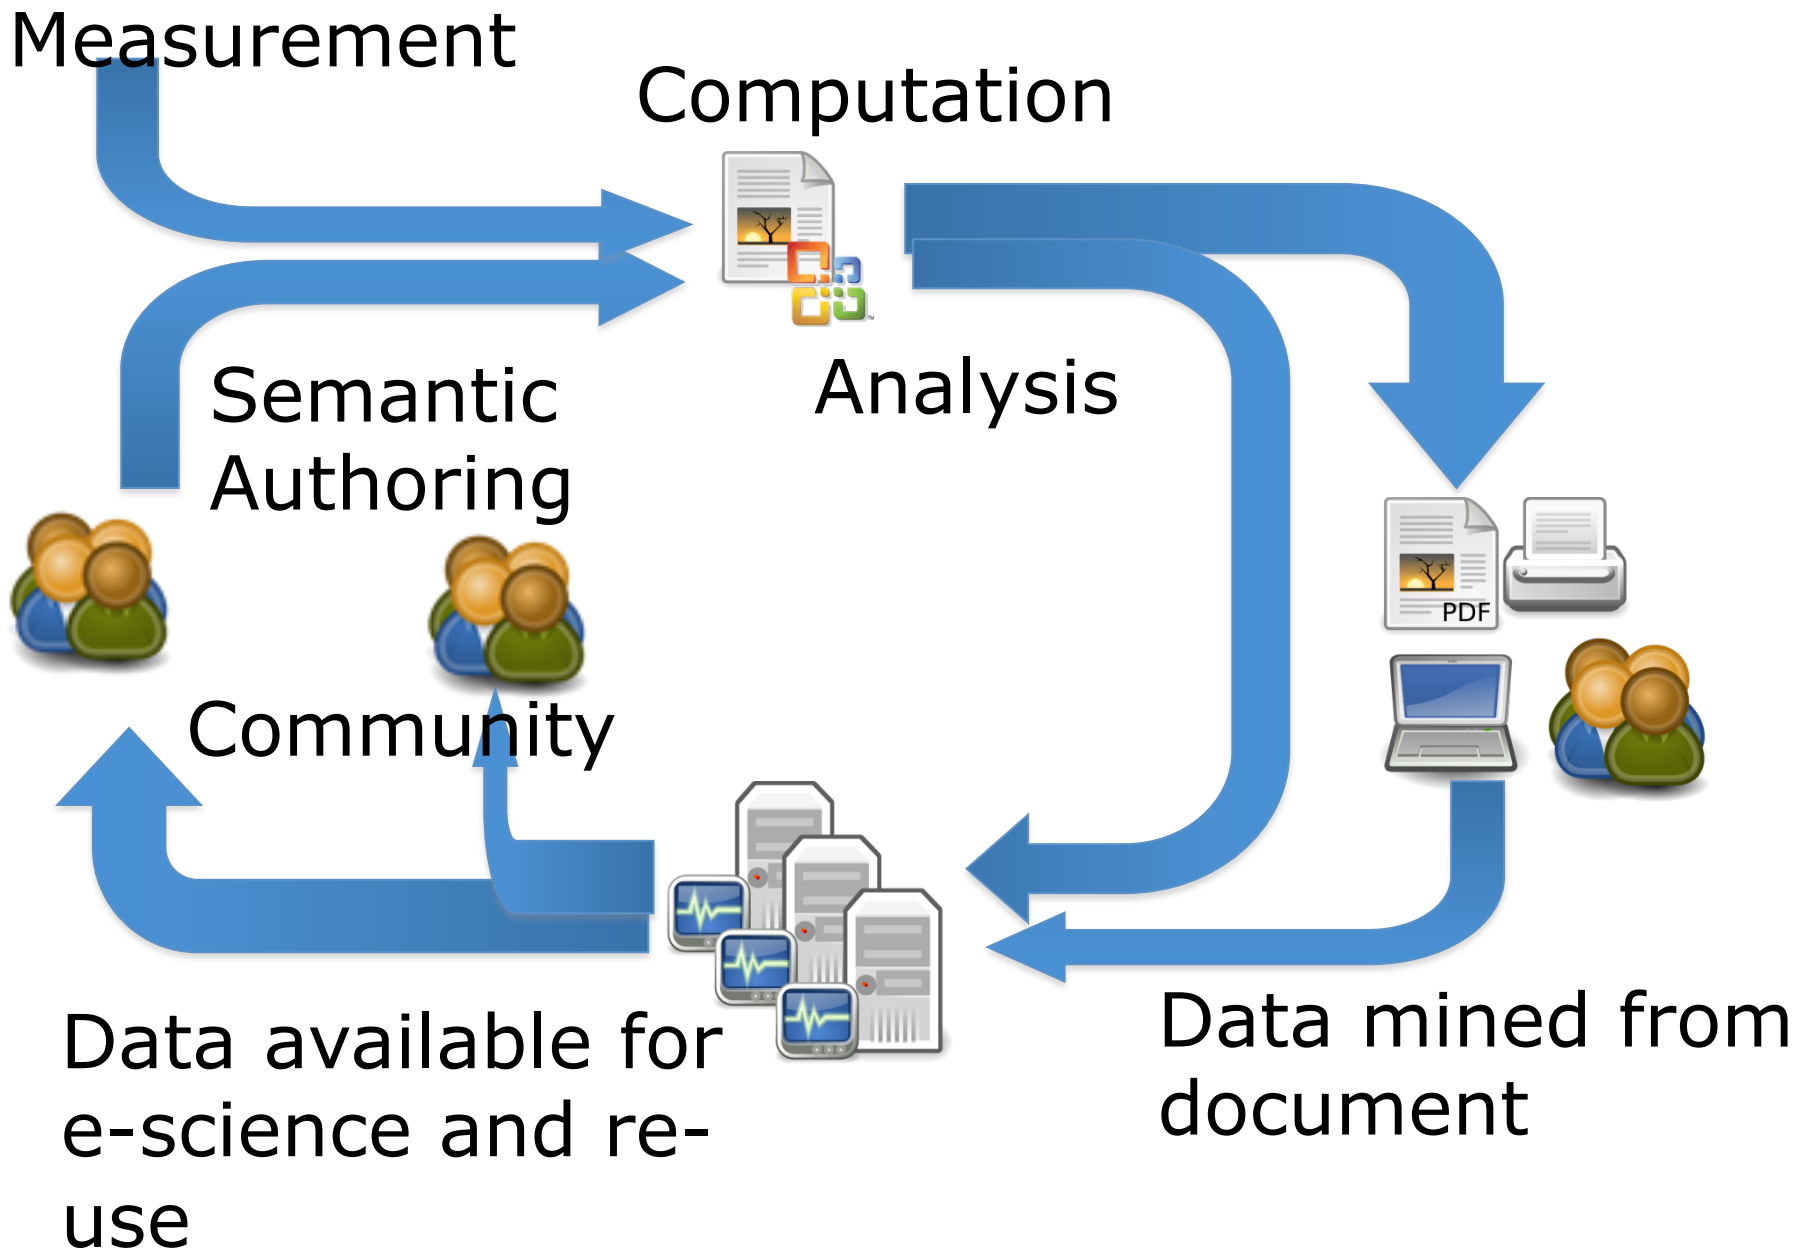 Measurement
Computation
Semantic
Authoring
Analysis
PDF
Community
Data available for
e-science and re-
use
Data mined from
document